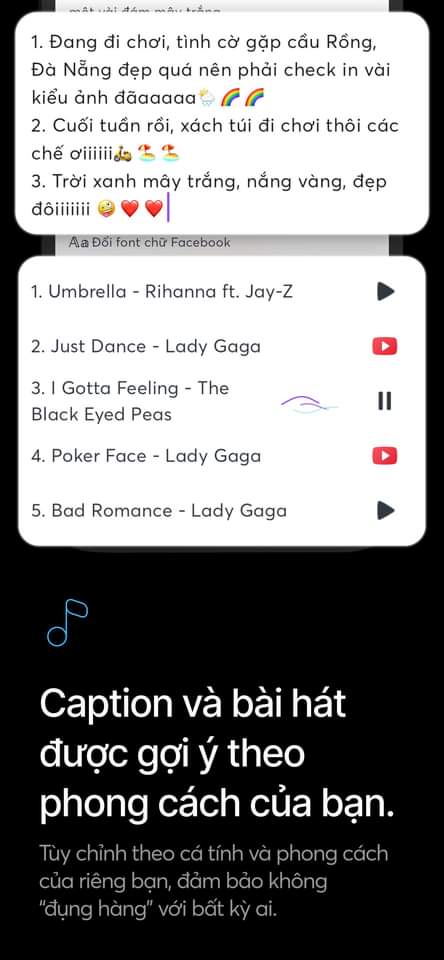 một vài đám mây trắng
1. Đang đi chơi, tình cờ gặp cầu Rồng,
Đà Nẵng đẹp quá nên phải check in vài
kiểu ảnh đãaaaaa🌦️🌈🌈
2. Cuối tuần rồi, xách túi đi chơi thôi các
chế ơiiiiii🛵🏖️🏖️
3. Trời xanh mây trắng, nắng vàng, đẹp
đôiiiiiii 🤪❤️❤️
Aa Đổi font chữ Facebook
1. Umbrella - Rihanna ft. Jay-Z
2. Just Dance - Lady Gaga
3. I Gotta Feeling - The
Black Eyed Peas
4. Poker Face - Lady Gaga
5. Bad Romance - Lady Gaga
Caption và bài hát
được gợi ý theo
phong cách của bạn.
Tùy chỉnh theo cá tính và phong cách
của riêng bạn, đảm bảo không
“đụng hàng” với bất kỳ ai.